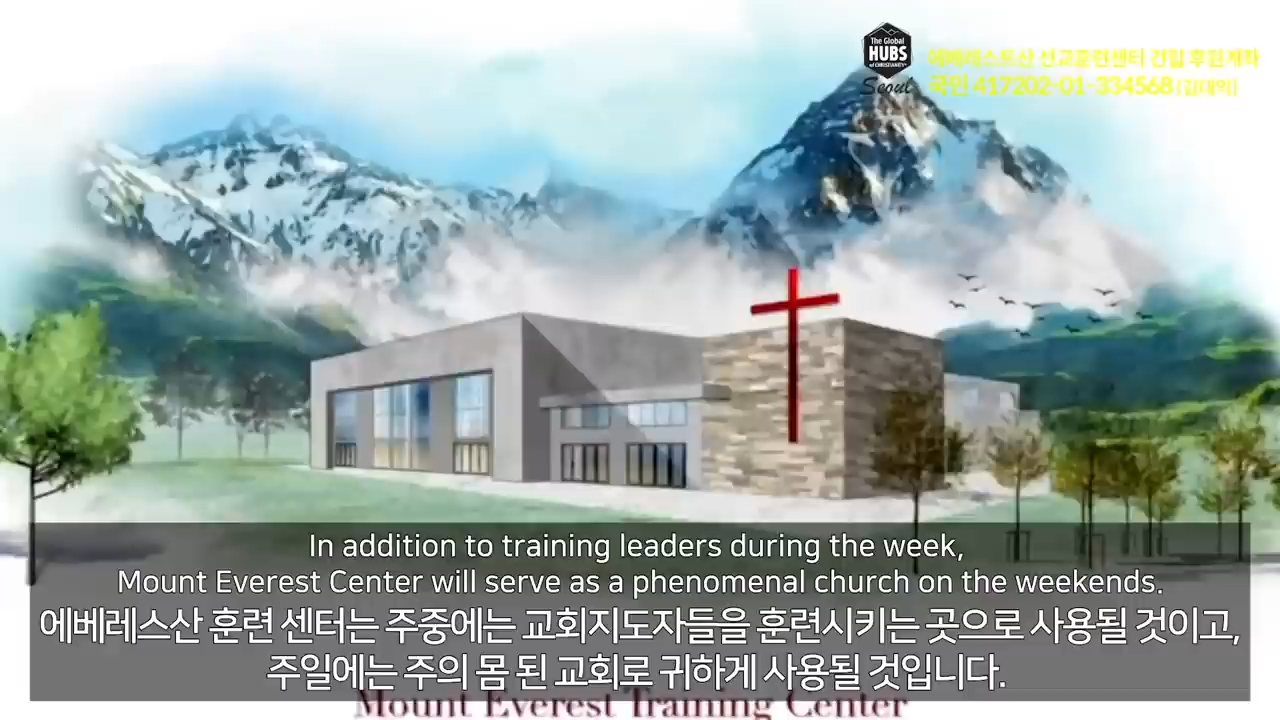 The Global
HUBS
of CHRISTIANITY
Seoul
에베레스트산 선교훈련센터 건립 후원계좌
국민 417202-01-334568 (김대억)
In addition to training leaders during the week,
Mount Everest Center will serve as a phenomenal church on the weekends.
에베레스산 훈련 센터는 주중에는 교회지도자들을 훈련시키는 곳으로 사용될 것이고,
주일에는 주의 몸 된 교회로 귀하게 사용될 것입니다.
Mount Everest Training Center